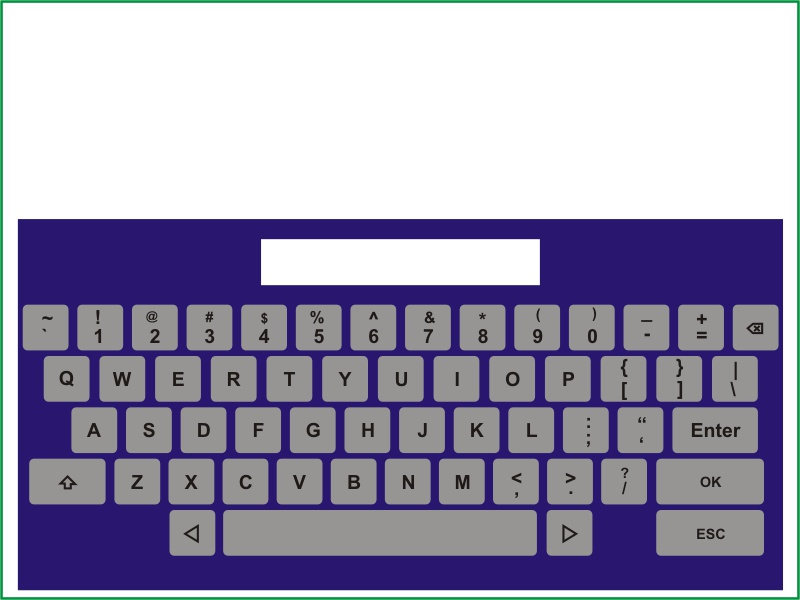 ~ ! @ # $ % ^ & * ( ) _ +
` 1 2 3 4 5 6 7 8 9 0 - =
Q W E R T Y U I O P { } |
[ ] \
A S D F G H J K L : “ Enter
; ‘
Z X C V B N M < > ? OK
, . /
ESC